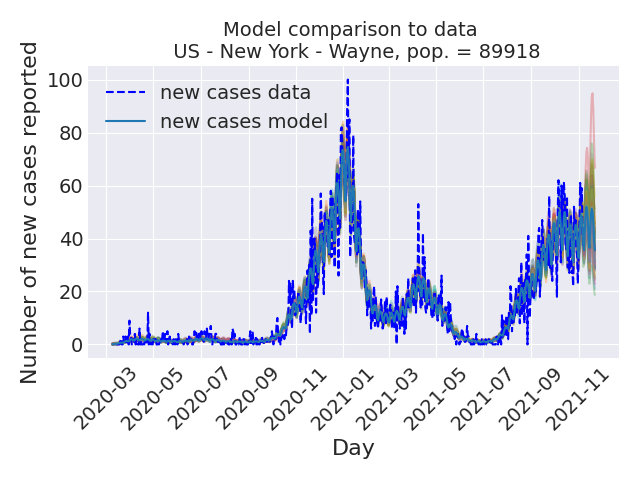 Model comparison to data
US - New York - Wayne, pop. = 89918
Number of new cases reported
100
80
60
40
20
0
new cases data
new cases model
2020-03
2020-05
2020-07
2020-09
2020-11
2021-01
2021-03
2021-05
2021-07
2021-09
2021-11
Day